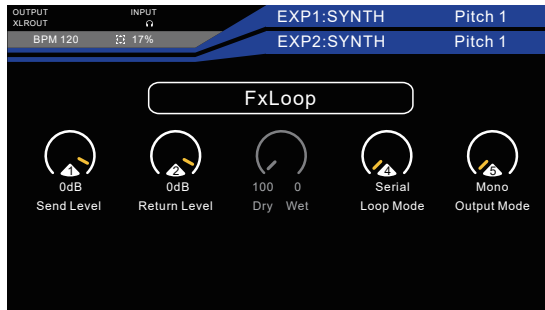 OUTPUT INPUT
XLROUT
BPM 120 17%
EXP1:SYNTH Pitch 1
EXP2:SYNTH Pitch 1
FxLoop
1 2 4 5
0dB 0dB 100 0 Serial Mono
Send Level Return Level Dry Wet Loop Mode Output Mode